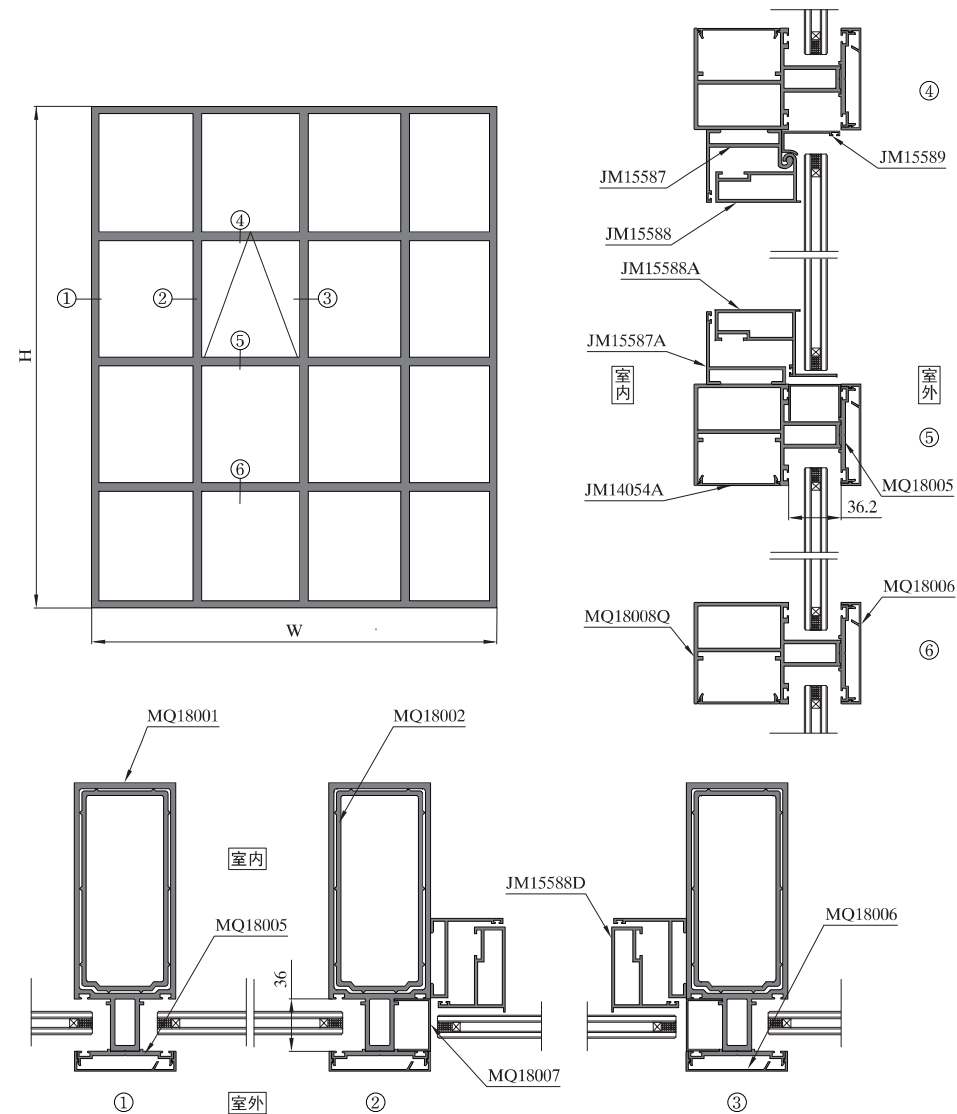 ④
JM15587
JM15589
JM15588
JM15588A
JM15587A
室内
室外
⑤
JM14054A
MQ18005
36.2
MQ18008Q
MQ18006
⑥
④
①
②
③
⑤
⑥
H
W
MQ18001
MQ18002
室内
MQ18005
36
JM15588D
MQ18006
MQ18007
①
室外
②
③